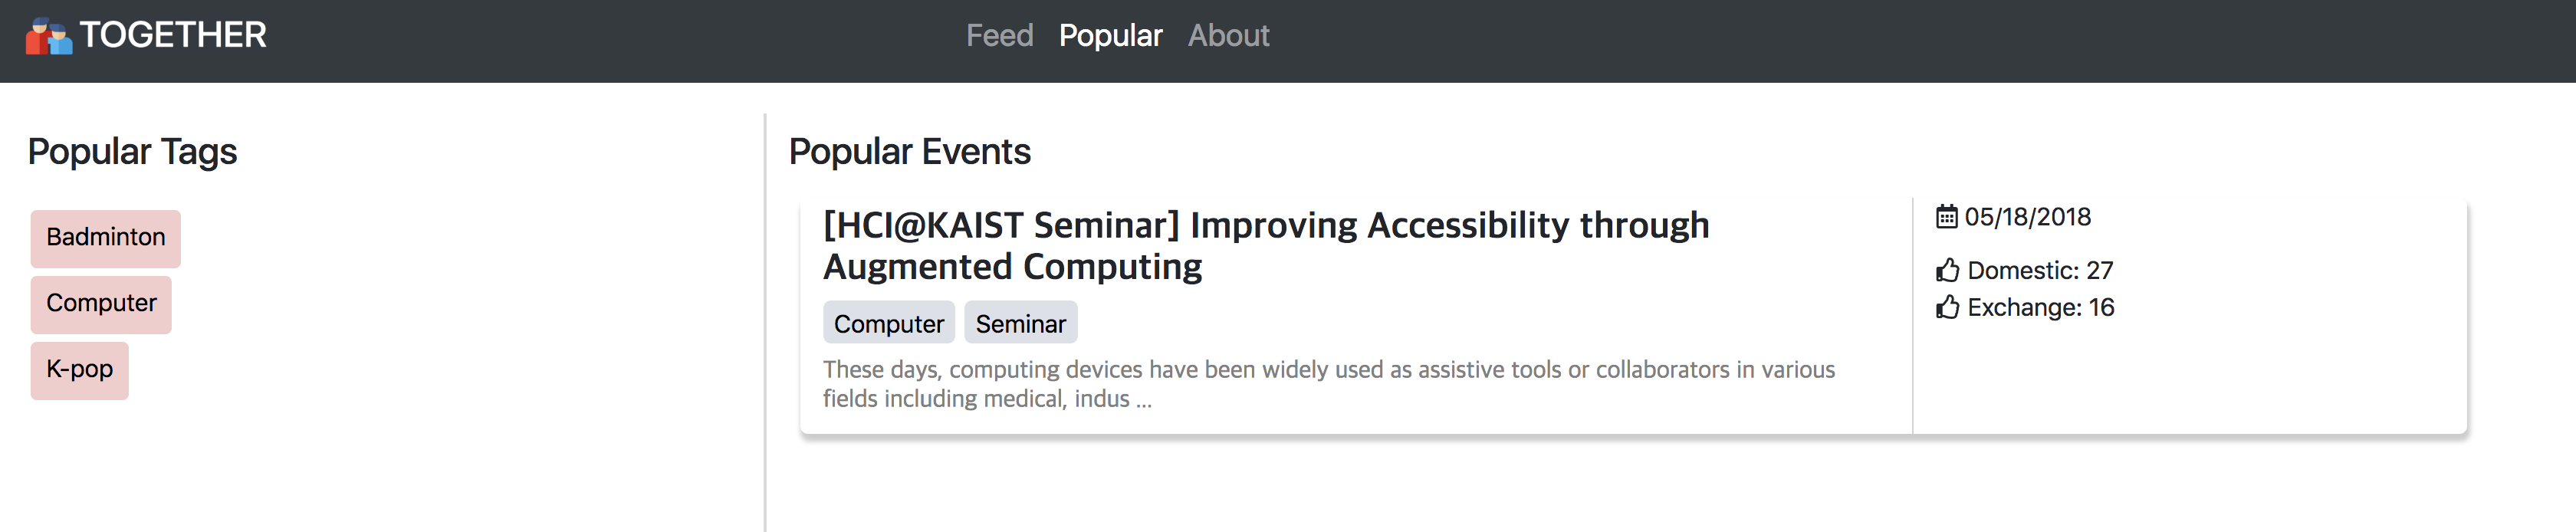 TOGETHER
Feed Popular About
Popular Tags
Badminton
Computer
K-pop
Popular Events
[HCI@KAIST Seminar] Improving Accessibility through
Augmented Computing
Computer Seminar
These days, computing devices have been widely used as assistive tools or collaborators in various
fields including medical, indus ...
05/18/2018
Domestic: 27
Exchange: 16